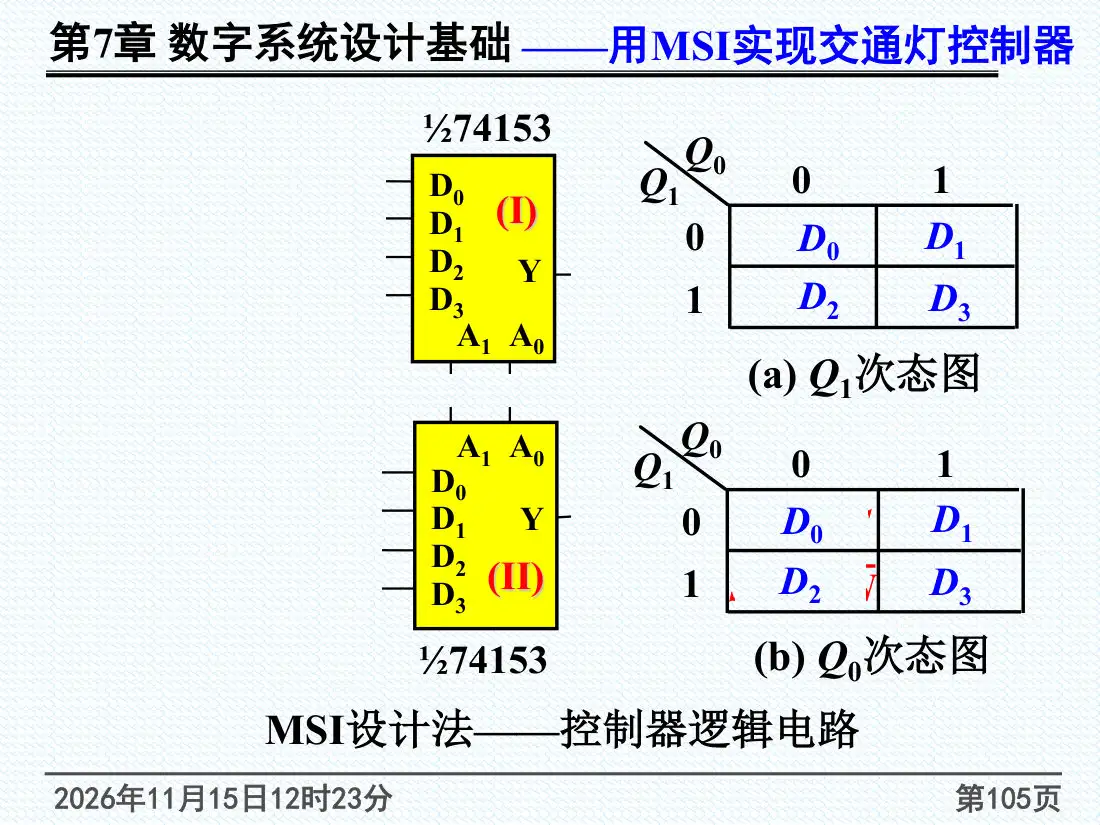 第7章 数字系统设计基础 ——用MSI实现交通灯控制器
½74153
D0
D1
D2
D3
(I)
Y
A1 A0
Q0
Q1
0 1
0 D0 D1
1 D2 D3
(a) Q1次态图
A1 A0
D0
D1
D2
D3
Y
(II)
½74153
Q0
Q1
0 1
0 D0 D1
1 D2 D3
(b) Q0次态图
MSI设计法——控制器逻辑电路
2026年11月15日12时23分
第105页